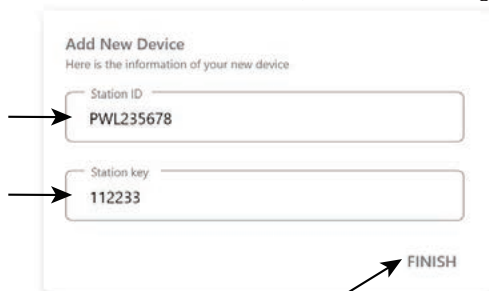 Add New Device
Here is the information of your new device
Station ID
PWL235678
Station key
112233
FINISH